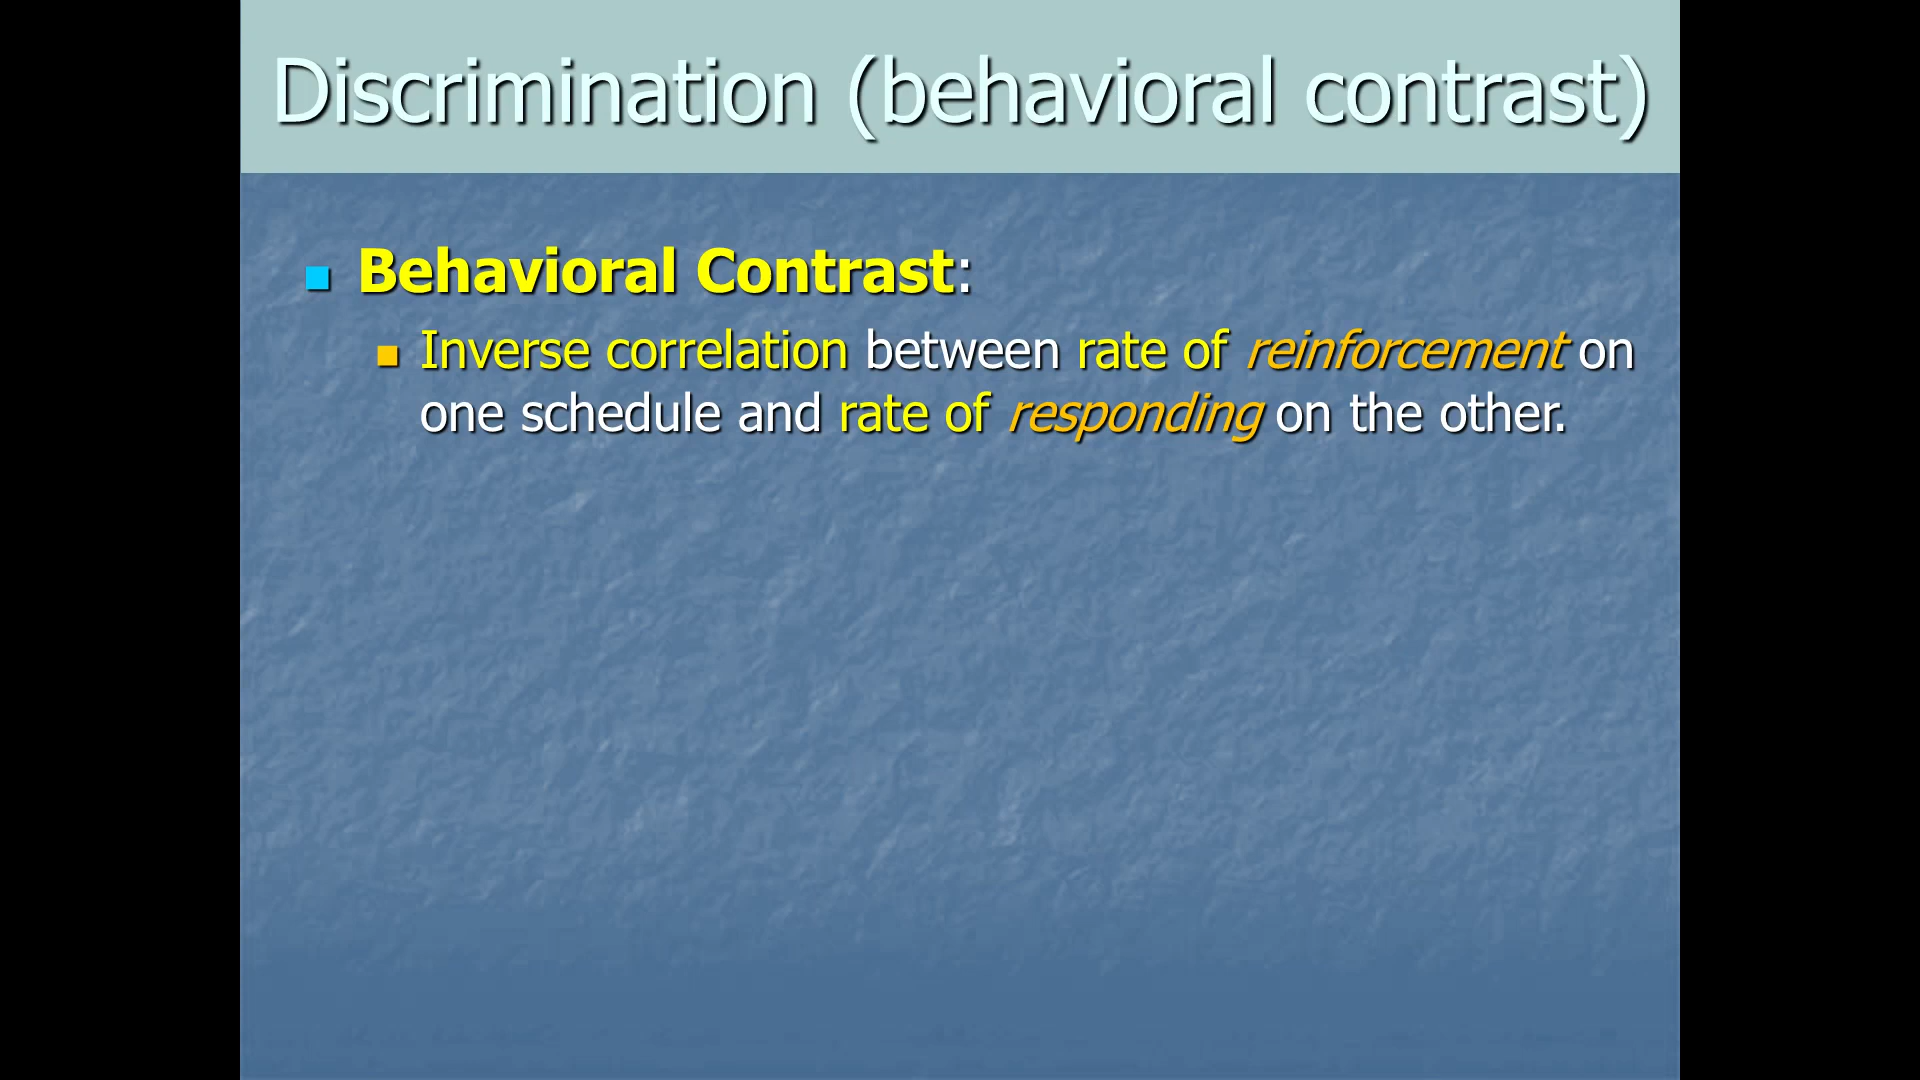 Discrimination (behavioral contrast)
Behavioral Contrast:
Inverse correlation between rate of reinforcement on
one schedule and rate of responding on the other.